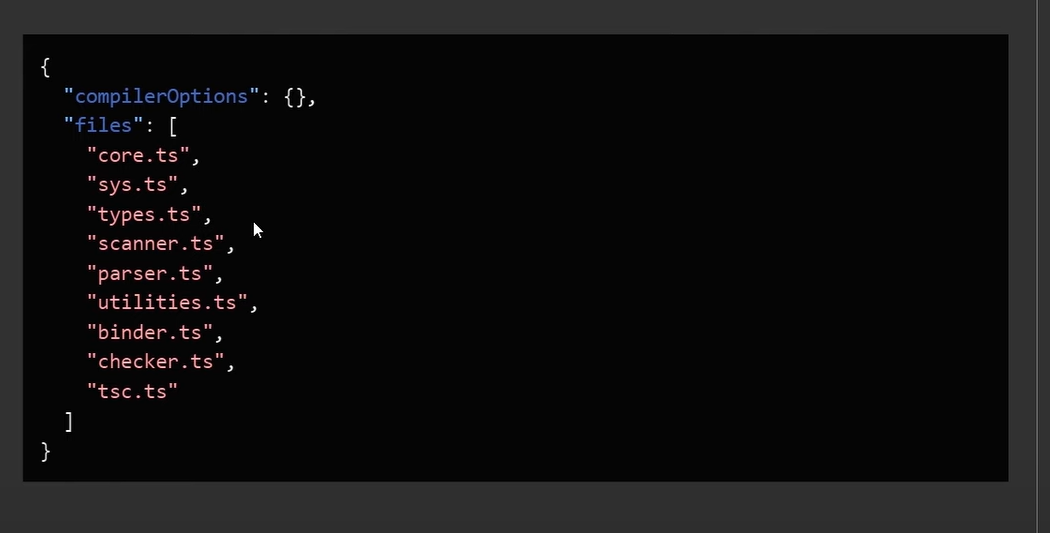 {
  "compilerOptions": {},
  "files": [
    "core.ts",
    "sys.ts",
    "types.ts",
    "scanner.ts",
    "parser.ts",
    "utilities.ts",
    "binder.ts",
    "checker.ts",
    "tsc.ts"
  ]
}